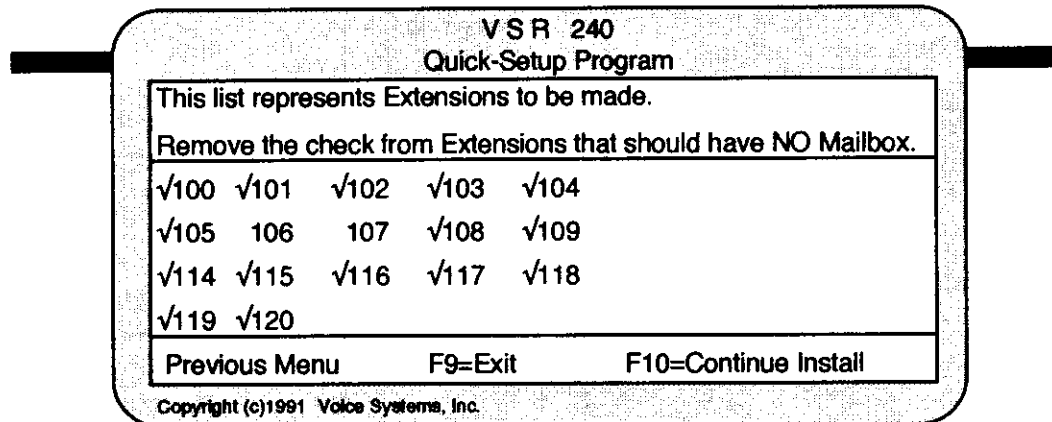 VSR 240
Quick-Setup Program
This list represents Extensions to be made.
Remove the check from Extensions that should have NO Mailbox.
√100 √101 √102 √103 √104
√105 106 107 √108 √109
√114 √115 √116 √117 √118
√119 √120
Previous Menu F9=Exit F10=Continue Install
Copyright (c)1991 Voice Systems, Inc.